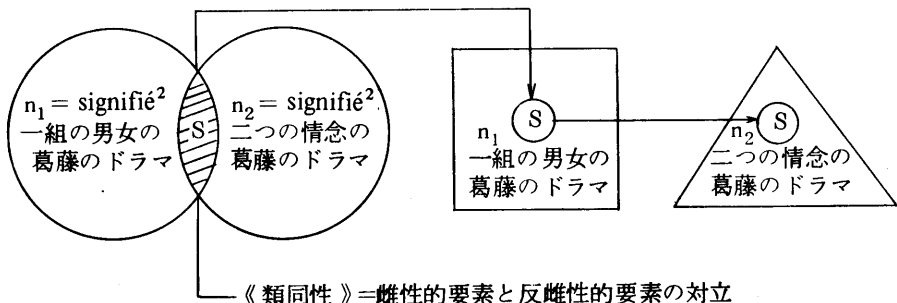 n₁ = signifié²
一組の男女の
葛藤のドラマ
S
n₂ = signifié²
二つの情念の
葛藤のドラマ
S
n₁
一組の男女の
葛藤のドラマ
S
n₂
二つの情念の
葛藤のドラマ
《類同性》=雌性的要素と反雌性的要素の対立